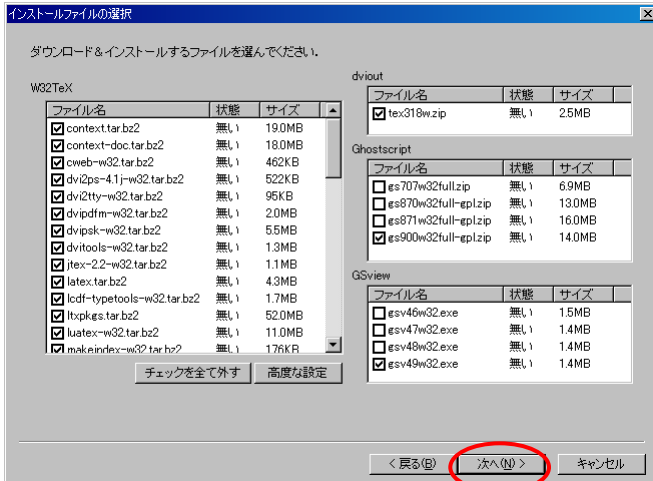 インストールファイルの選択
ダウンロード&インストールするファイルを選んでください.
W32TeX
ファイル名 状態 サイズ
context.tar.bz2 無い 19.0MB
context-doc.tar.bz2 無い 18.0MB
cweb-w32.tar.bz2 無い 462KB
dvi2ps-4.1j-w32.tar.bz2 無い 522KB
dvi2tty-w32.tar.bz2 無い 95KB
dvipdfm-w32.tar.bz2 無い 2.0MB
dvipsk-w32.tar.bz2 無い 5.5MB
dvitools-w32.tar.bz2 無い 1.3MB
jtex-2.2-w32.tar.bz2 無い 1.1MB
latex.tar.bz2 無い 4.3MB
lcdf-typetools-w32.tar.bz2 無い 1.7MB
ltxpkgs.tar.bz2 無い 52.0MB
luatex-w32.tar.bz2 無い 11.0MB
makeindex-w32.tar.bz2 無い 176KB
チェックを全て外す 高度な設定
dviout
ファイル名 状態 サイズ
tex318w.zip 無い 2.5MB
Ghostscript
ファイル名 状態 サイズ
gs707w32full.zip 無い 6.9MB
gs870w32full-gpl.zip 無い 13.0MB
gs871w32full-gpl.zip 無い 16.0MB
gs900w32full-gpl.zip 無い 14.0MB
GSview
ファイル名 状態 サイズ
gsv46w32.exe 無い 1.5MB
gsv47w32.exe 無い 1.4MB
gsv48w32.exe 無い 1.4MB
gsv49w32.exe 無い 1.4MB
< 戻る(B) 次へ(N) > キャンセル